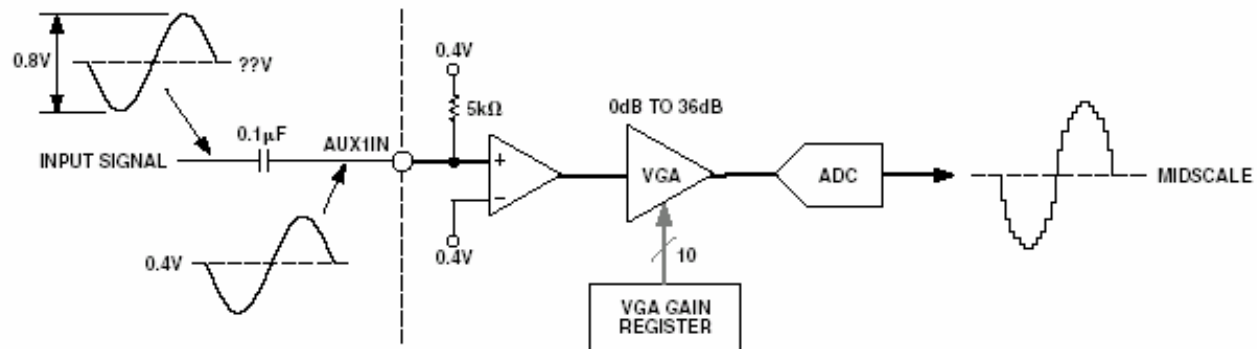 0.8V
??V
0.4V
5kΩ
0dB TO 36dB
0.1µF
AUX1IN
INPUT SIGNAL
+
VGA
ADC
MIDSCALE
−
0.4V
0.4V
10
VGA GAIN
REGISTER